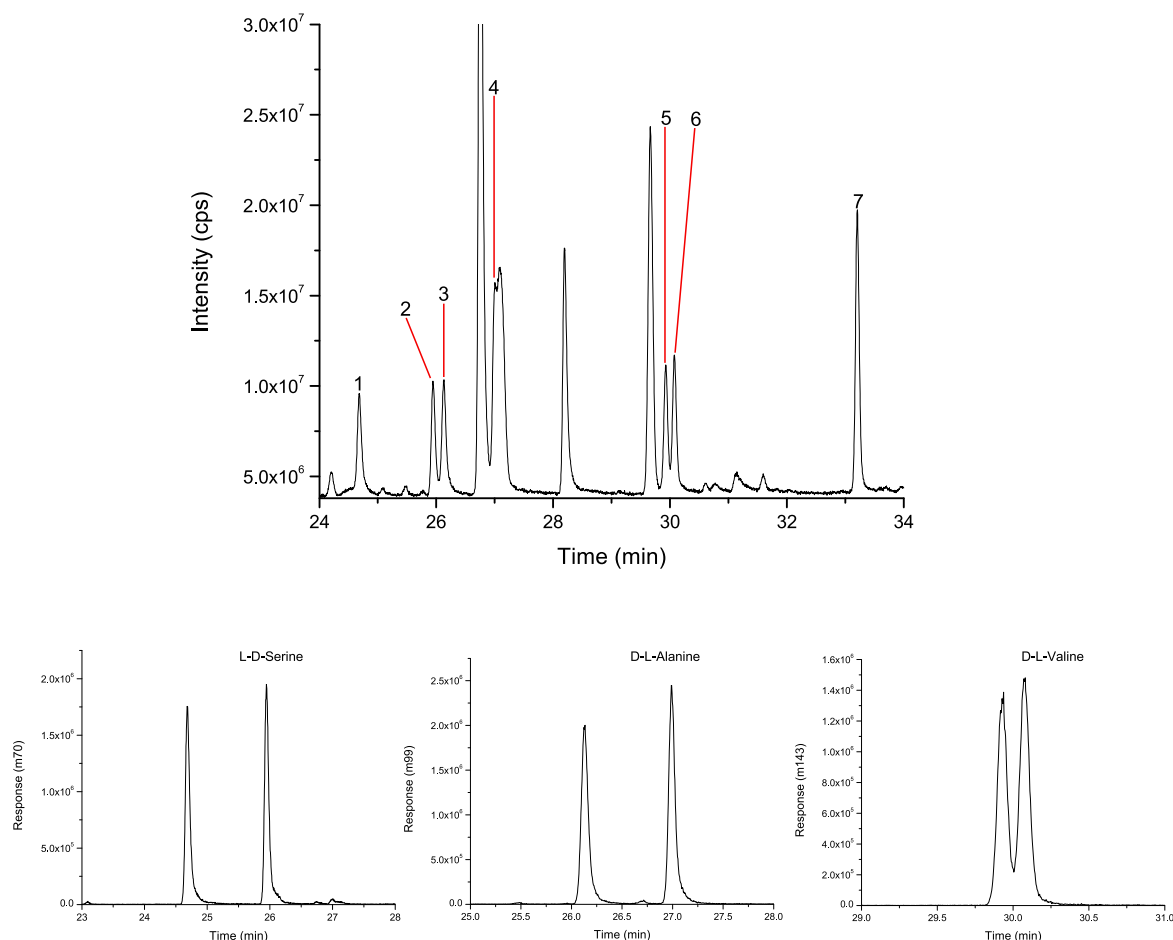 3.0x10⁷
4
2.5x10⁷
5
6
2.0x10⁷
7
Intensity (cps)
1.5x10⁷
3
2
1.0x10⁷
1
5.0x10⁶
24 26 28 30 32 34
Time (min)
L-D-Serine
2.0x10⁶
1.5x10⁶
Response (m70)
1.0x10⁶
5.0x10⁵
0.0
23 24 25 26 27 28
Time (min)
D-L-Alanine
2.5x10⁶
2.0x10⁶
Response (m99)
1.5x10⁶
1.0x10⁶
5.0x10⁵
0.0
25.0 25.5 26.0 26.5 27.0 27.5 28.0
Time (min)
D-L-Valine
1.6x10⁶
1.4x10⁶
1.2x10⁶
Response (m143)
1.0x10⁶
8.0x10⁵
6.0x10⁵
4.0x10⁵
2.0x10⁵
0.0
29.0 29.5 30.0 30.5 31.0
Time (min)